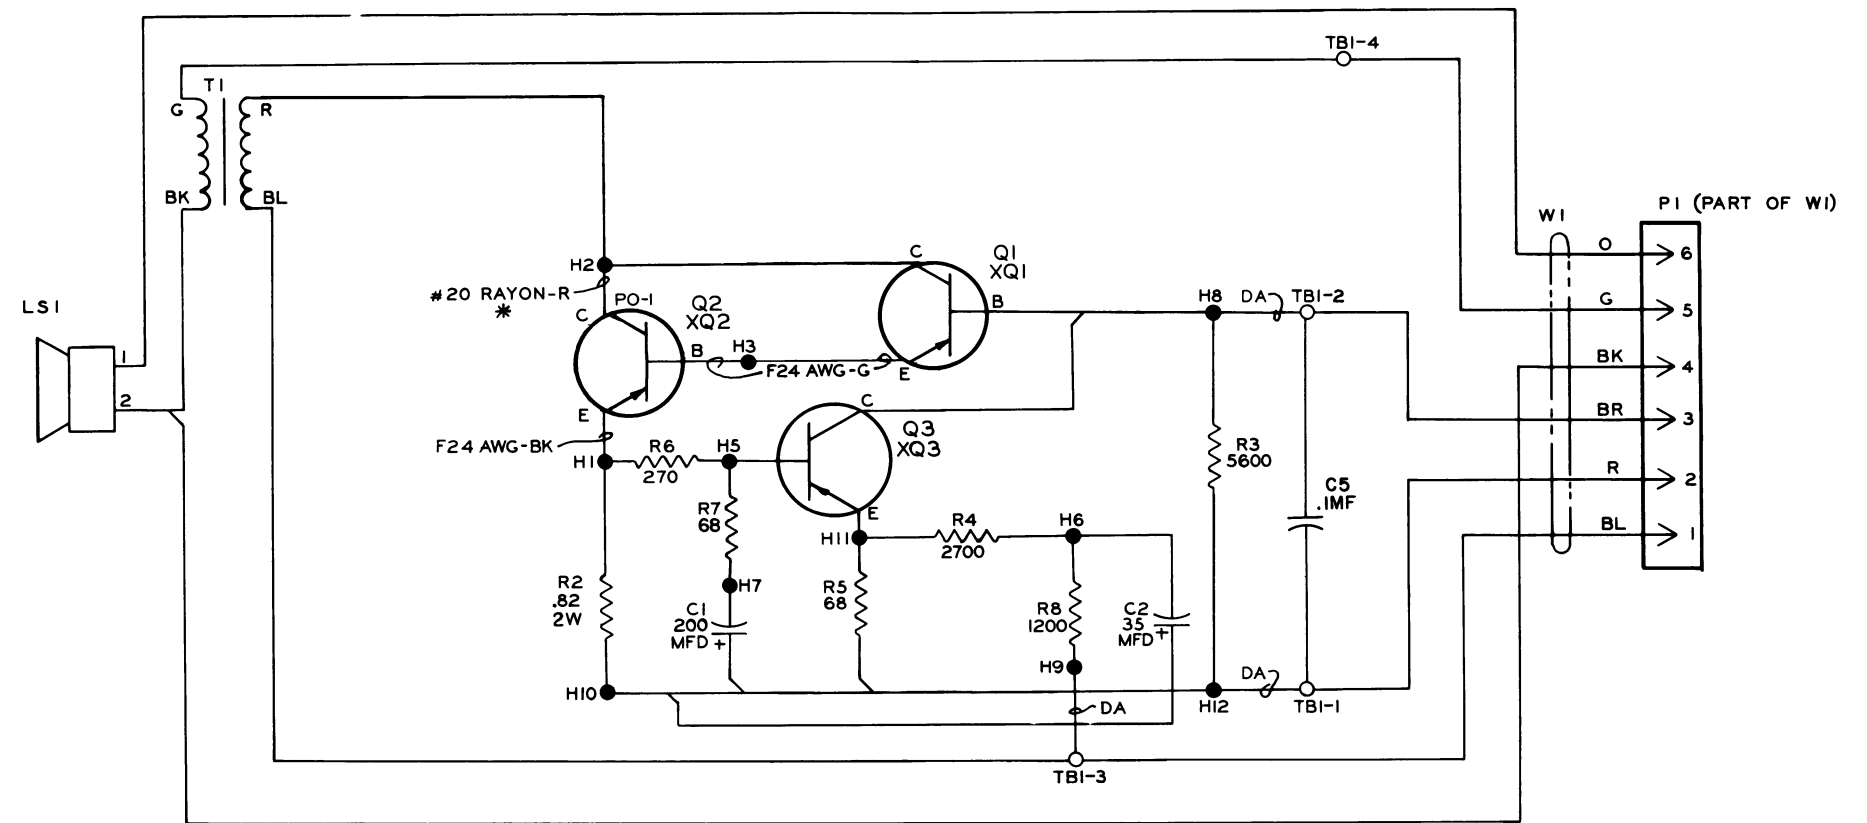 TB1-4
T1
G
R
BK
BL
P1 (PART OF W1)
W1
LS1
1
2
H2
#20 RAYON-R
*
PO-1
C
Q2
XQ2
B
E
H3
F24 AWG-G
C
Q1
XQ1
B
E
H8
DA
TB1-2
O
6
G
5
BK
4
BR
3
R
2
BL
1
F24 AWG-BK
H1
R6
270
H5
C
Q3
XQ3
E
R3
5600
C5
.1MF
R7
68
H11
R4
2700
H6
H7
R2
.82
2W
C1
200
MFD
+
R5
68
R8
1200
C2
35
MFD
+
H9
H10
DA
DA
H12
TB1-1
TB1-3